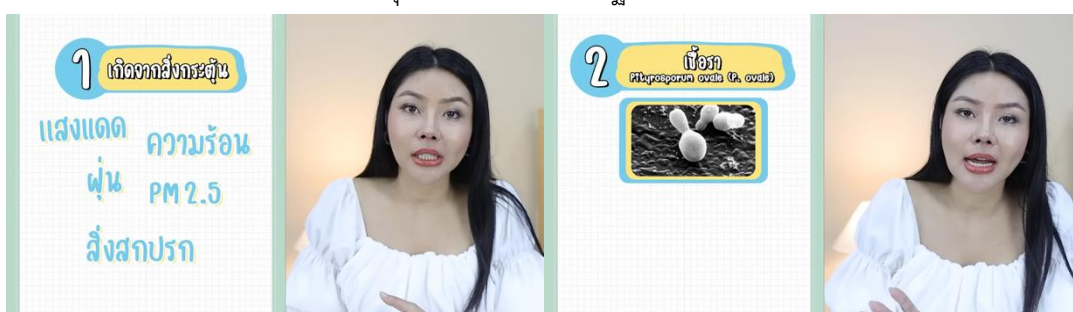 1 เกิดจากสิ่งกระตุ้น
แสงแดด
ความร้อน
ฝุ่น
PM 2.5
สิ่งสกปรก
2 เชื้อรา
Pityrosporum ovale (P. ovale)